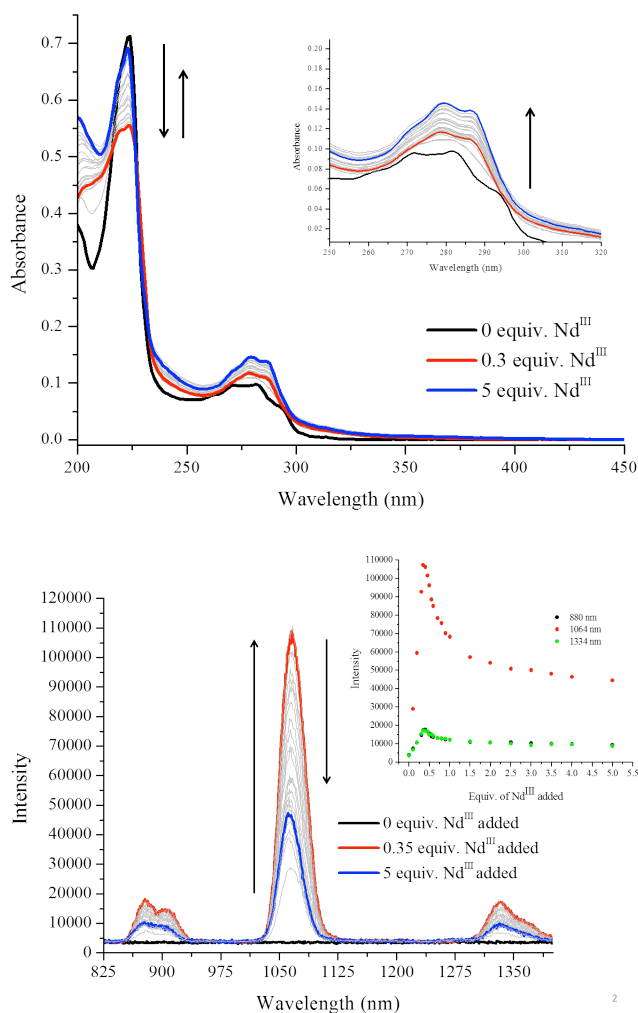 0.7
0.6
0.5
0.4
0.3
0.2
0.1
0.0
Absorbance
200 250 300 350 400 450
Wavelength (nm)
0.20
0.18
0.16
0.14
0.12
0.10
0.08
0.06
0.04
0.02
Absorbance
250 260 270 280 290 300 310 320
Wavelength (nm)
0 equiv. Nd^III
0.3 equiv. Nd^III
5 equiv. Nd^III
120000
110000
100000
90000
80000
70000
60000
50000
40000
30000
20000
10000
0
Intensity
825 900 975 1050 1125 1200 1275 1350
Wavelength (nm)
110000
100000
90000
80000
70000
60000
50000
40000
30000
20000
10000
0
Intensity
0.0 0.5 1.0 1.5 2.0 2.5 3.0 3.5 4.0 4.5 5.0 5.5
Equiv. of Nd^III added
880 nm
1064 nm
1334 nm
0 equiv. Nd^III added
0.35 equiv. Nd^III added
5 equiv. Nd^III added
2